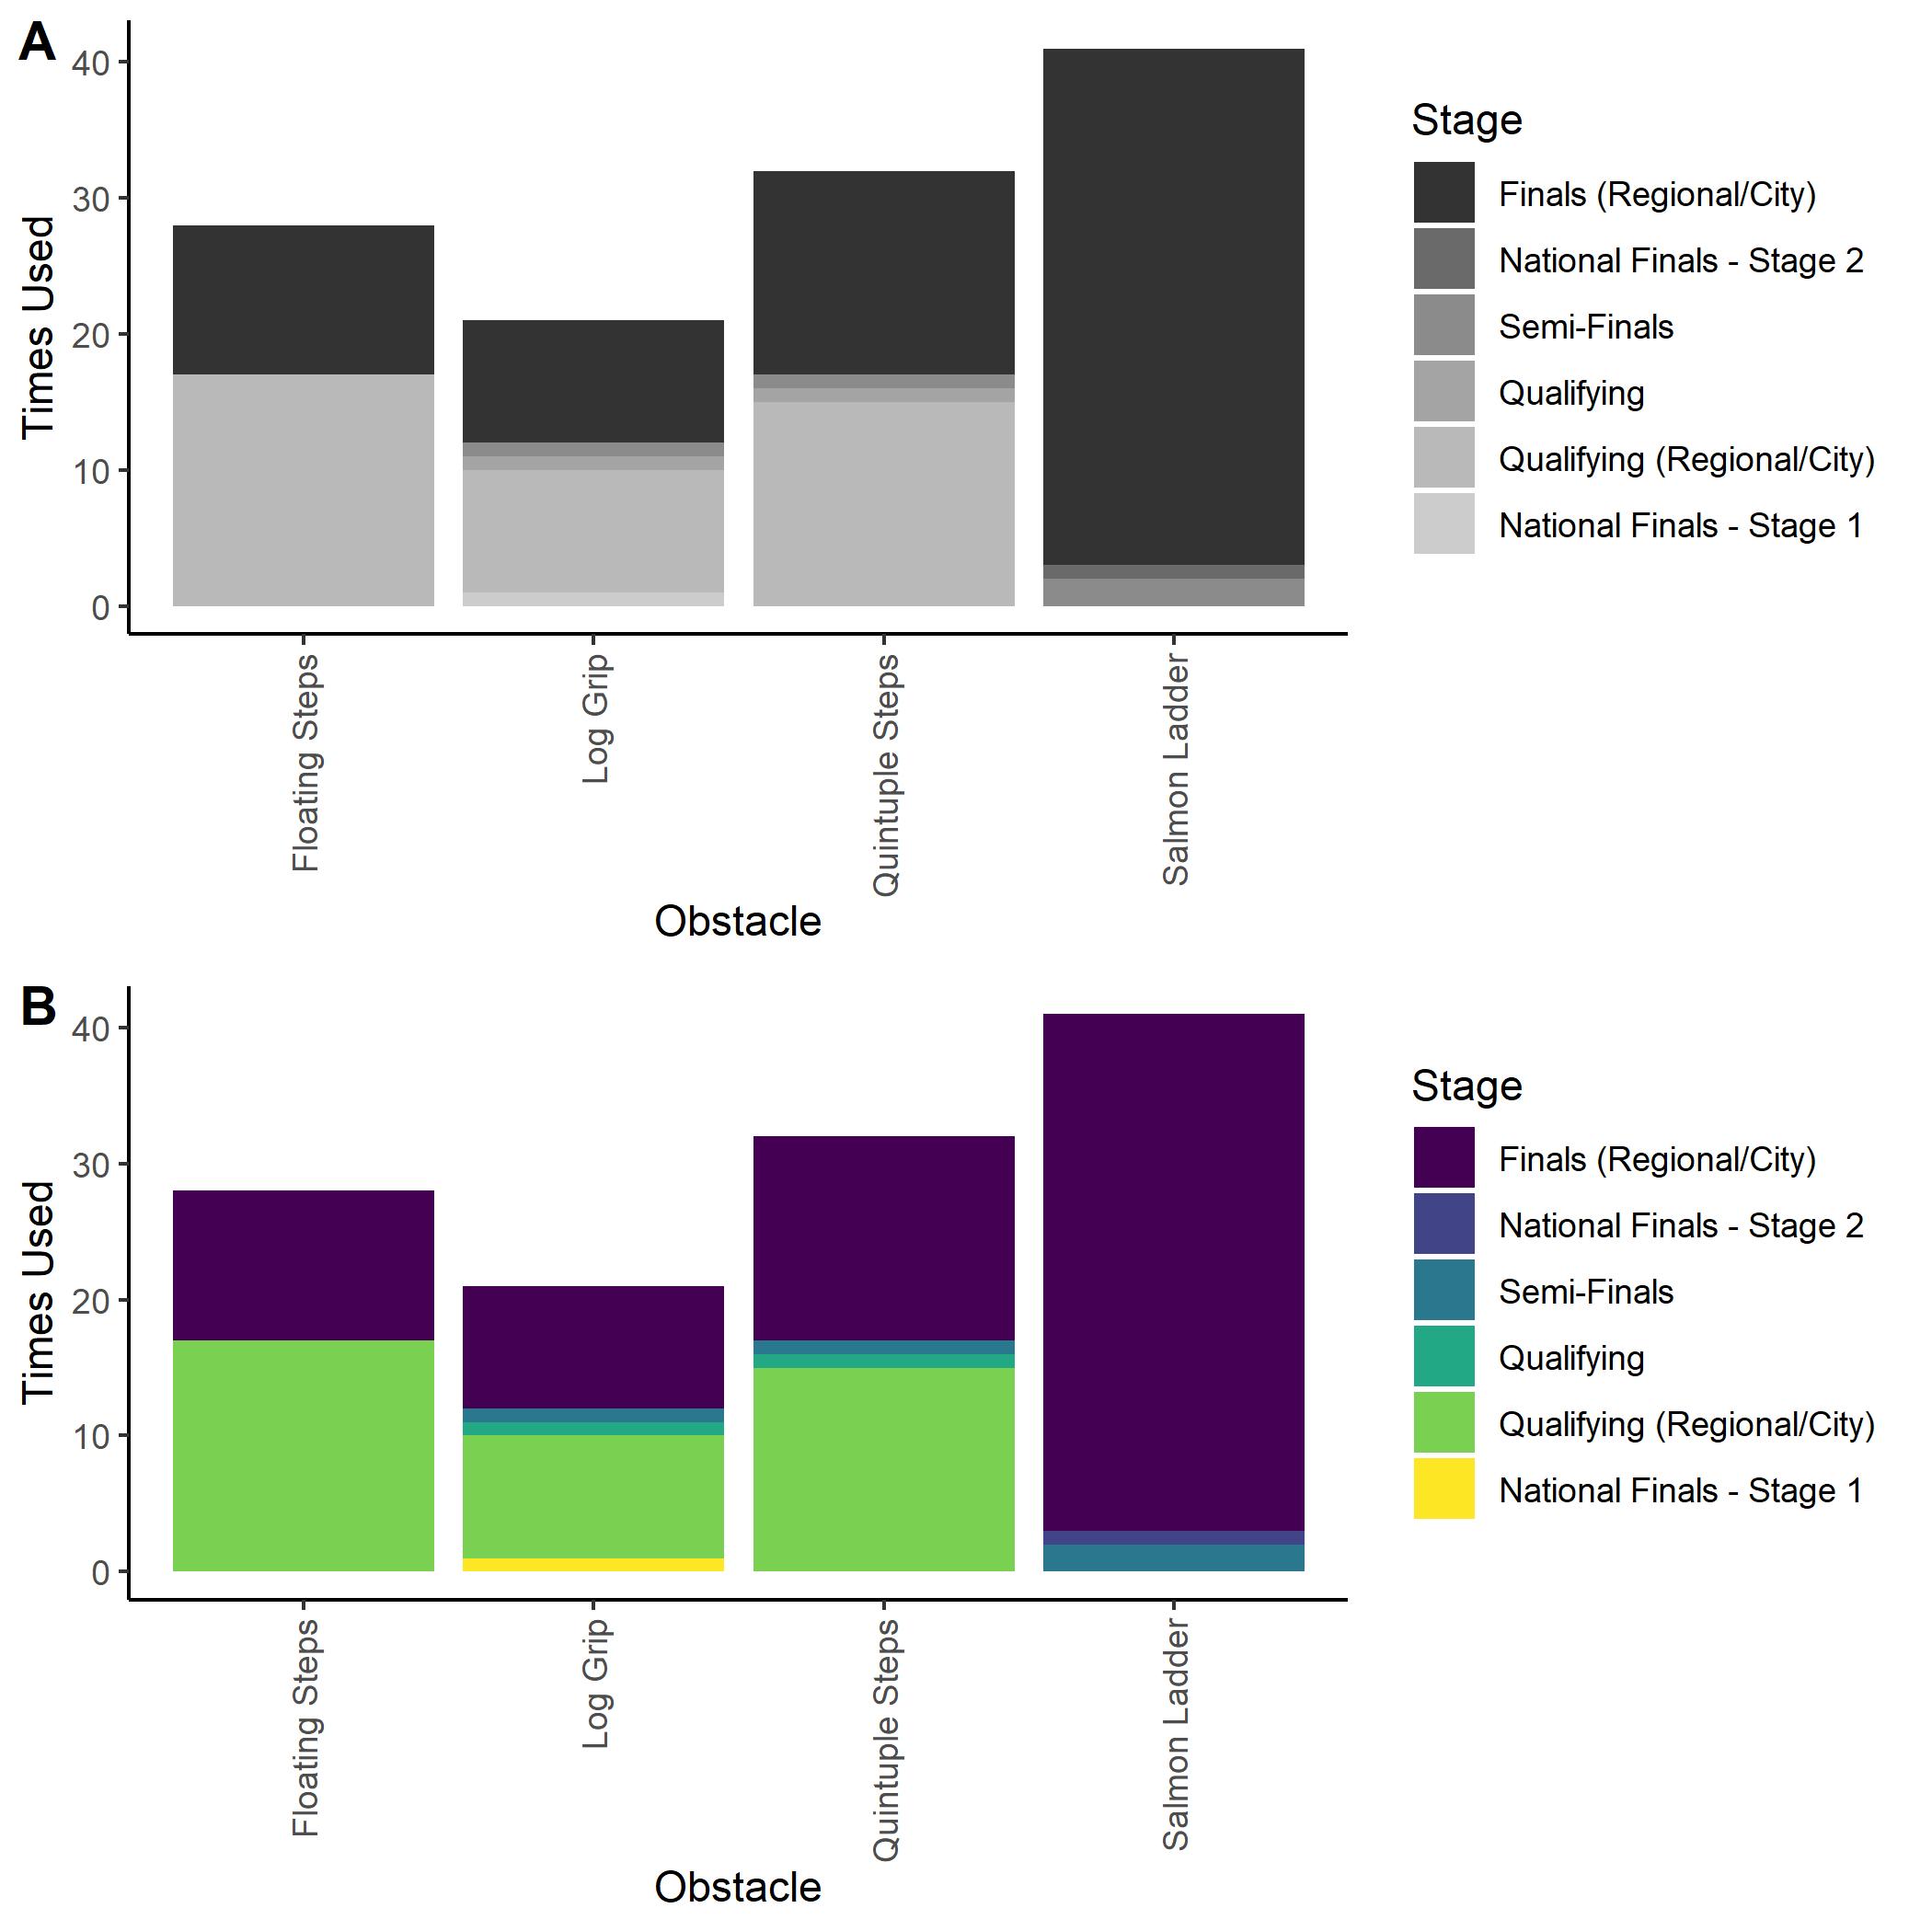 A
40
30
20
10
0
Times Used
Floating Steps
Log Grip
Quintuple Steps
Salmon Ladder
Obstacle
Stage
Finals (Regional/City)
National Finals - Stage 2
Semi-Finals
Qualifying
Qualifying (Regional/City)
National Finals - Stage 1
B
40
30
20
10
0
Times Used
Floating Steps
Log Grip
Quintuple Steps
Salmon Ladder
Obstacle
Stage
Finals (Regional/City)
National Finals - Stage 2
Semi-Finals
Qualifying
Qualifying (Regional/City)
National Finals - Stage 1